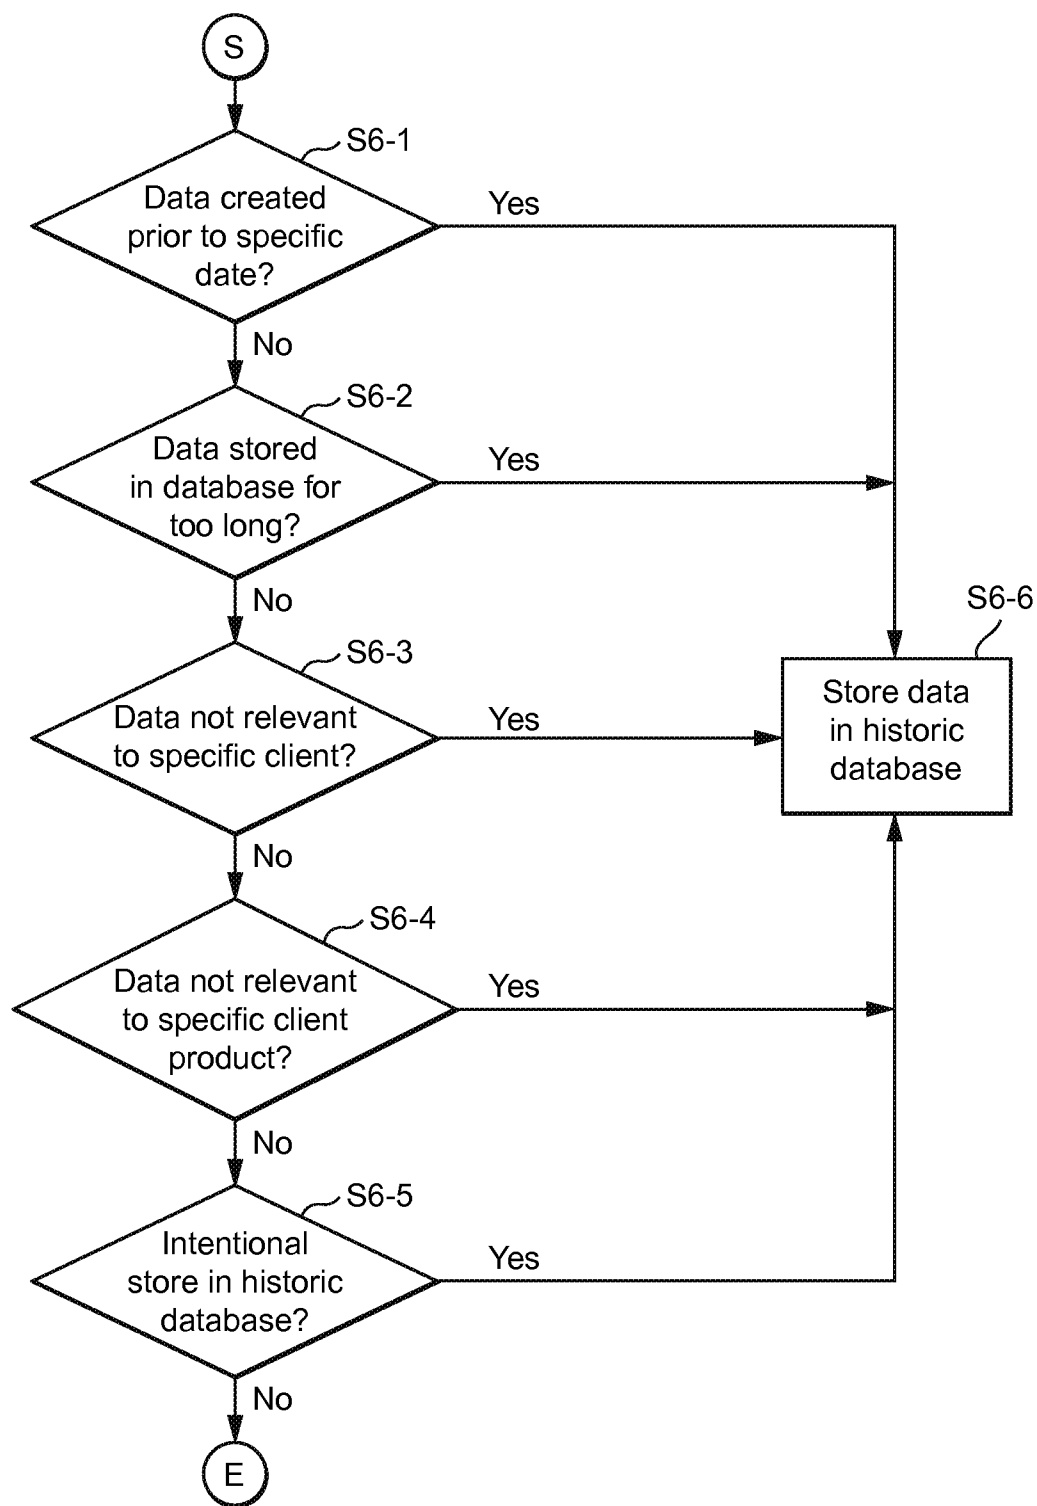 S
S6-1
Data created
prior to specific
date?
Yes
No
S6-2
Data stored
in database for
too long?
Yes
No
S6-3
Data not relevant
to specific client?
Yes
No
S6-6
Store data
in historic
database
S6-4
Data not relevant
to specific client
product?
Yes
No
S6-5
Intentional
store in historic
database?
Yes
No
E